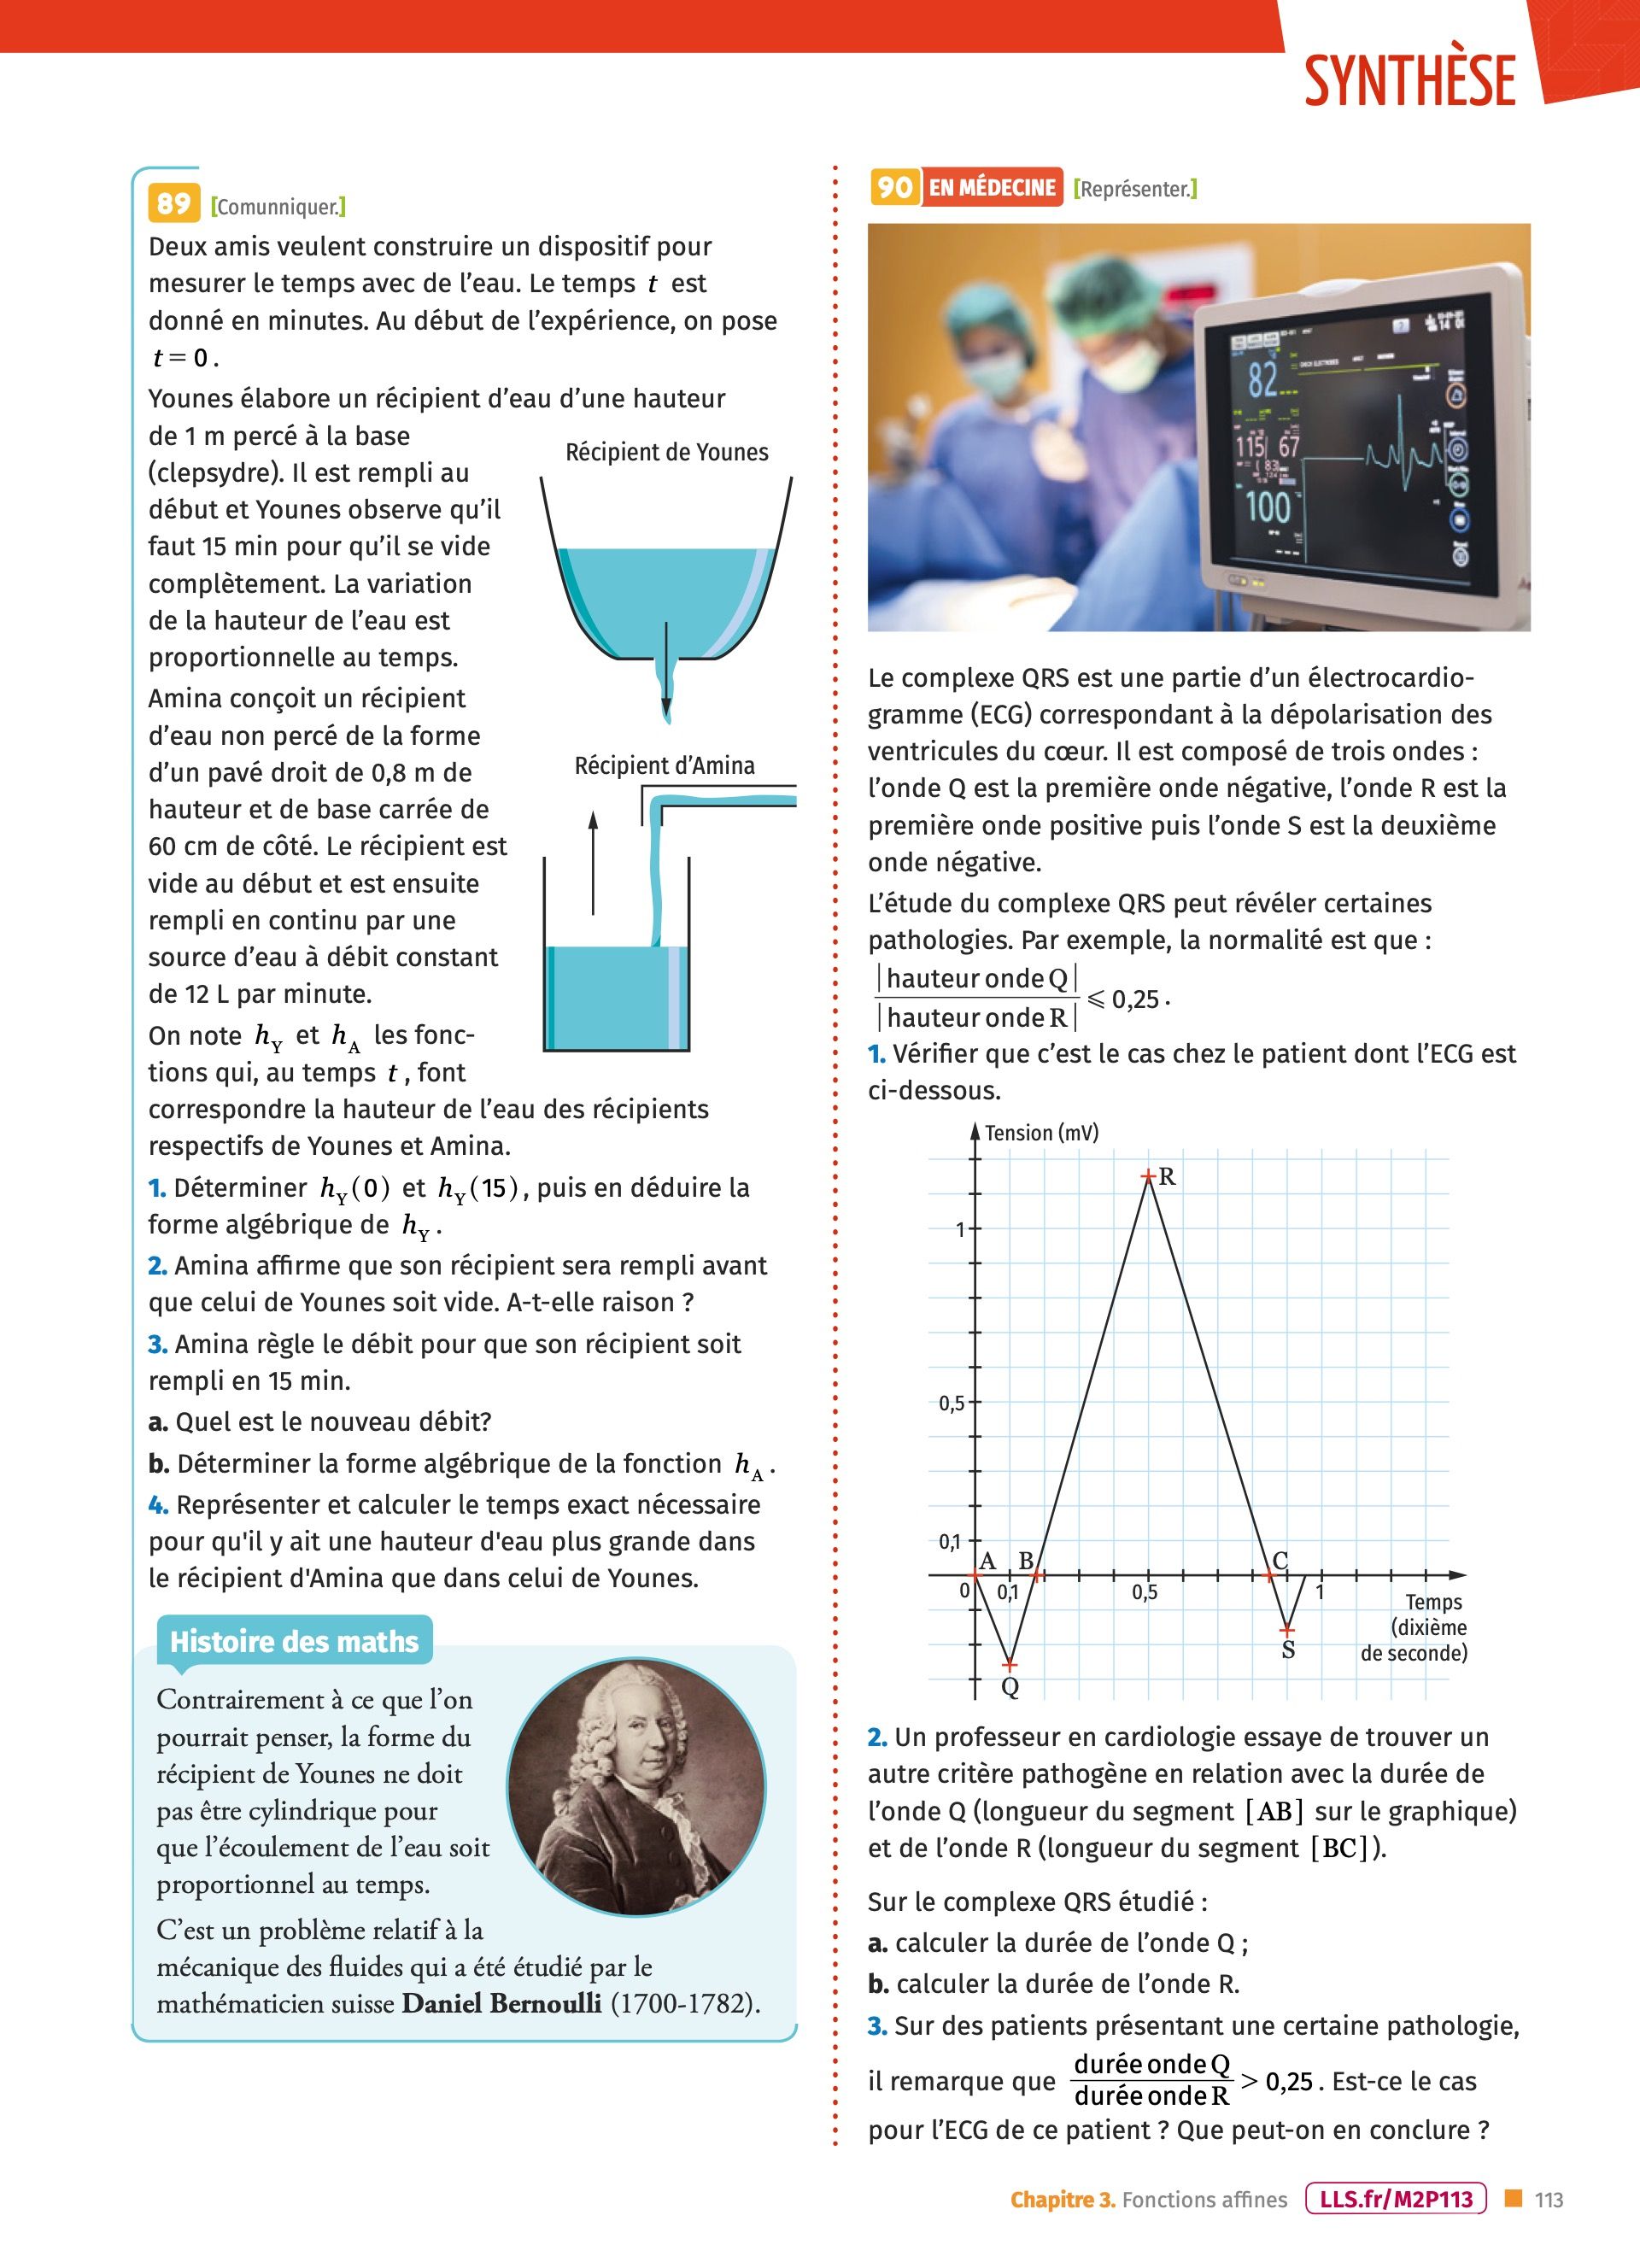 SYNTHÈSE
89 [Comunniquer.]
Deux amis veulent construire un dispositif pour
mesurer le temps avec de l’eau. Le temps t est
donné en minutes. Au début de l’expérience, on pose
t = 0.
Younes élabore un récipient d’eau d’une hauteur
de 1 m percé à la base
(clepsydre). Il est rempli au
début et Younes observe qu’il
faut 15 min pour qu’il se vide
complètement. La variation
de la hauteur de l’eau est
proportionnelle au temps.
Récipient de Younes
Amina conçoit un récipient
d’eau non percé de la forme
d’un pavé droit de 0,8 m de
hauteur et de base carrée de
60 cm de côté. Le récipient est
vide au début et est ensuite
rempli en continu par une
source d’eau à débit constant
de 12 L par minute.
Récipient d’Amina
On note hY et hA les fonc-
tions qui, au temps t, font
correspondre la hauteur de l’eau des récipients
respectifs de Younes et Amina.
1. Déterminer hY(0) et hY(15), puis en déduire la
forme algébrique de hY.
2. Amina affirme que son récipient sera rempli avant
que celui de Younes soit vide. A-t-elle raison ?
3. Amina règle le débit pour que son récipient soit
rempli en 15 min.
a. Quel est le nouveau débit?
b. Déterminer la forme algébrique de la fonction hA.
4. Représenter et calculer le temps exact nécessaire
pour qu'il y ait une hauteur d'eau plus grande dans
le récipient d'Amina que dans celui de Younes.
Histoire des maths
Contrairement à ce que l’on
pourrait penser, la forme du
récipient de Younes ne doit
pas être cylindrique pour
que l’écoulement de l’eau soit
proportionnel au temps.
C’est un problème relatif à la
mécanique des fluides qui a été étudié par le
mathématicien suisse Daniel Bernoulli (1700-1782).
90 EN MÉDECINE [Représenter.]
82
115/ 67
( 83)
100
Le complexe QRS est une partie d’un électrocardio-
gramme (ECG) correspondant à la dépolarisation des
ventricules du cœur. Il est composé de trois ondes :
l’onde Q est la première onde négative, l’onde R est la
première onde positive puis l’onde S est la deuxième
onde négative.
L’étude du complexe QRS peut révéler certaines
pathologies. Par exemple, la normalité est que :
|hauteur onde Q|
|hauteur onde R|
⩽ 0,25.
1. Vérifier que c’est le cas chez le patient dont l’ECG est
ci-dessous.
Tension (mV)
R
1
0,5
0,1
A B C
0 0,1 0,5 1
Temps
(dixième
de seconde)
S
Q
2. Un professeur en cardiologie essaye de trouver un
autre critère pathogène en relation avec la durée de
l’onde Q (longueur du segment [AB] sur le graphique)
et de l’onde R (longueur du segment [BC]).
Sur le complexe QRS étudié :
a. calculer la durée de l’onde Q ;
b. calculer la durée de l’onde R.
3. Sur des patients présentant une certaine pathologie,
il remarque que durée onde Q / durée onde R > 0,25. Est-ce le cas
pour l’ECG de ce patient ? Que peut-on en conclure ?
Chapitre 3. Fonctions affines LLS.fr/M2P113 113